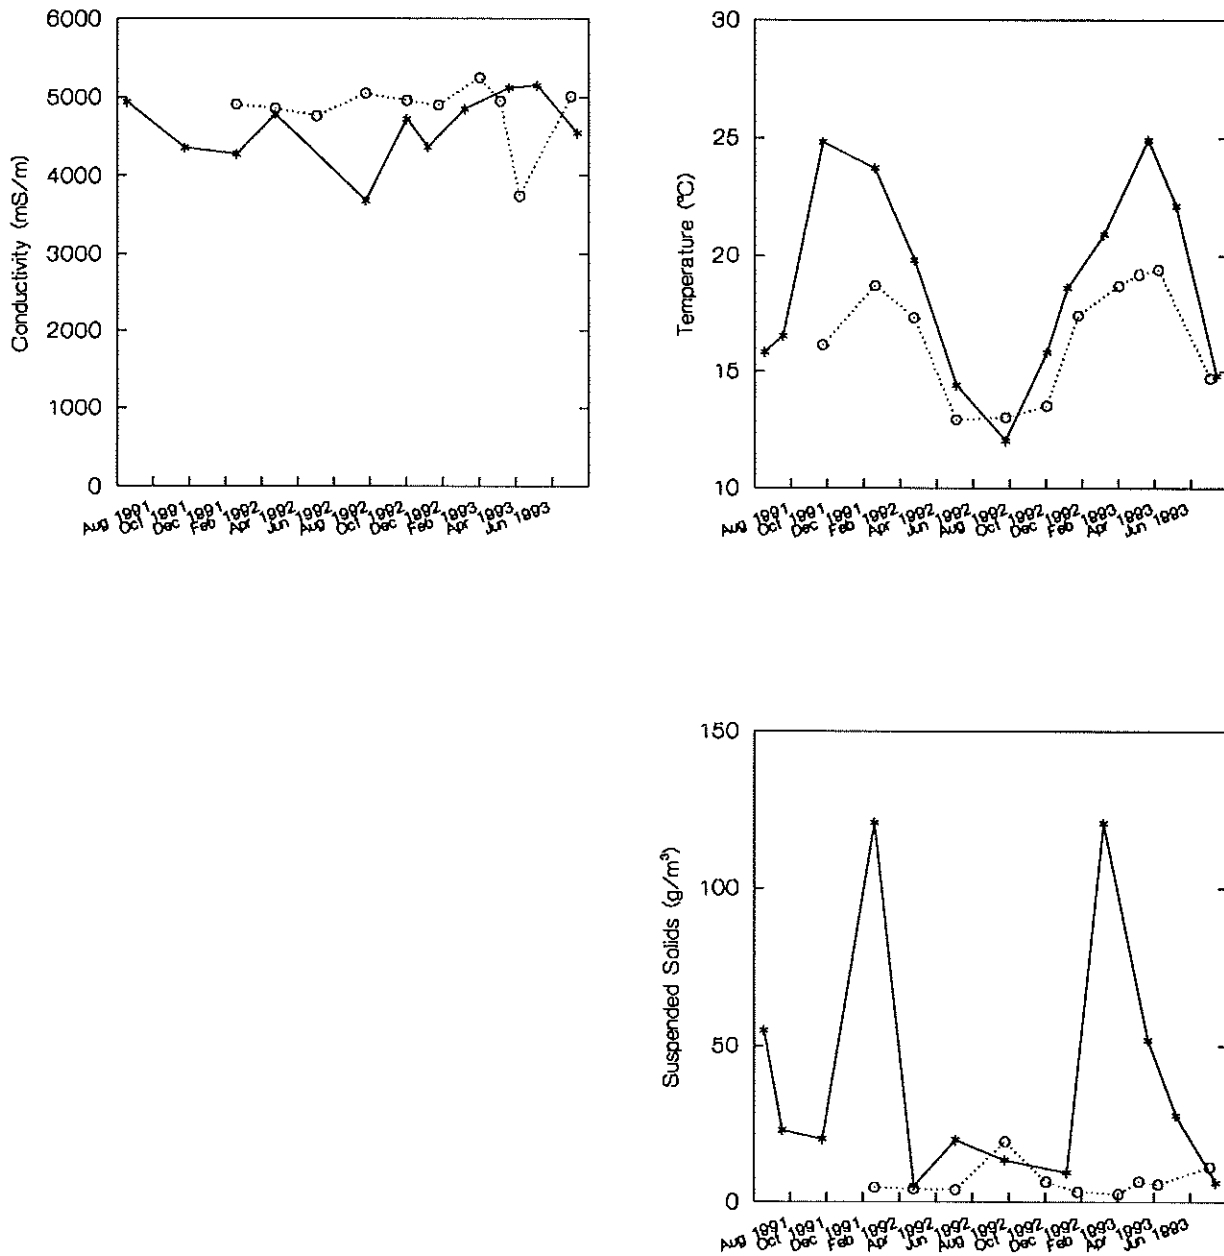 6000
5000
4000
3000
2000
1000
0
Conductivity (mS/m)
Aug 1991
Oct 1991
Dec 1991
Feb 1992
Apr 1992
Jun 1992
Aug 1992
Oct 1992
Dec 1992
Feb 1993
Apr 1993
Jun 1993
30
25
20
15
10
Temperature (°C)
Aug 1991
Oct 1991
Dec 1991
Feb 1992
Apr 1992
Jun 1992
Aug 1992
Oct 1992
Dec 1992
Feb 1993
Apr 1993
Jun 1993
150
100
50
0
Suspended Solids (g/m³)
Aug 1991
Oct 1991
Dec 1991
Feb 1992
Apr 1992
Jun 1992
Aug 1992
Oct 1992
Dec 1992
Feb 1993
Apr 1993
Jun 1993